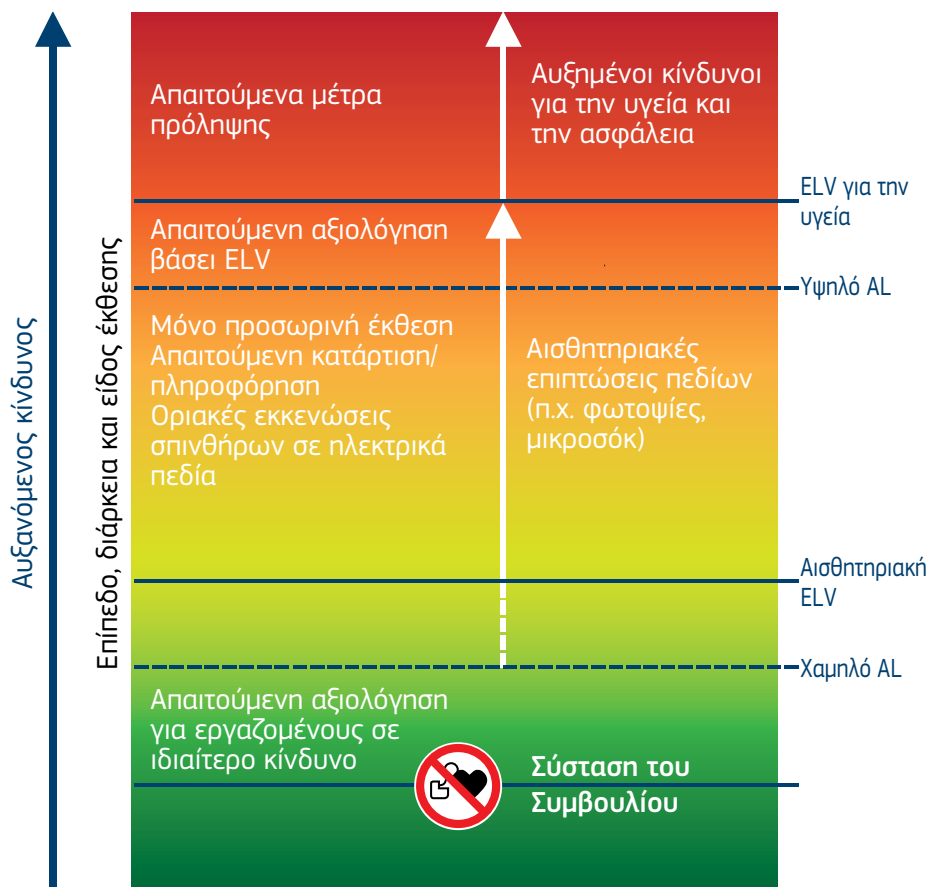 Αυξανόμενος κίνδυνος
Επίπεδο, διάρκεια και είδος έκθεσης
Απαιτούμενα μέτρα
πρόληψης
Αυξημένοι κίνδυνοι
για την υγεία και
την ασφάλεια
ELV για την
υγεία
Απαιτούμενη αξιολόγηση
βάσει ELV
Υψηλό AL
Μόνο προσωρινή έκθεση
Απαιτούμενη κατάρτιση/
πληροφόρηση
Οριακές εκκενώσεις
σπινθήρων σε ηλεκτρικά
πεδία
Αισθητηριακές
επιπτώσεις πεδίων
(π.χ. φωτοψίες,
μικροσόκ)
Αισθητηριακή
ELV
Χαμηλό AL
Απαιτούμενη αξιολόγηση
για εργαζομένους σε
ιδιαίτερο κίνδυνο
Σύσταση του
Συμβουλίου